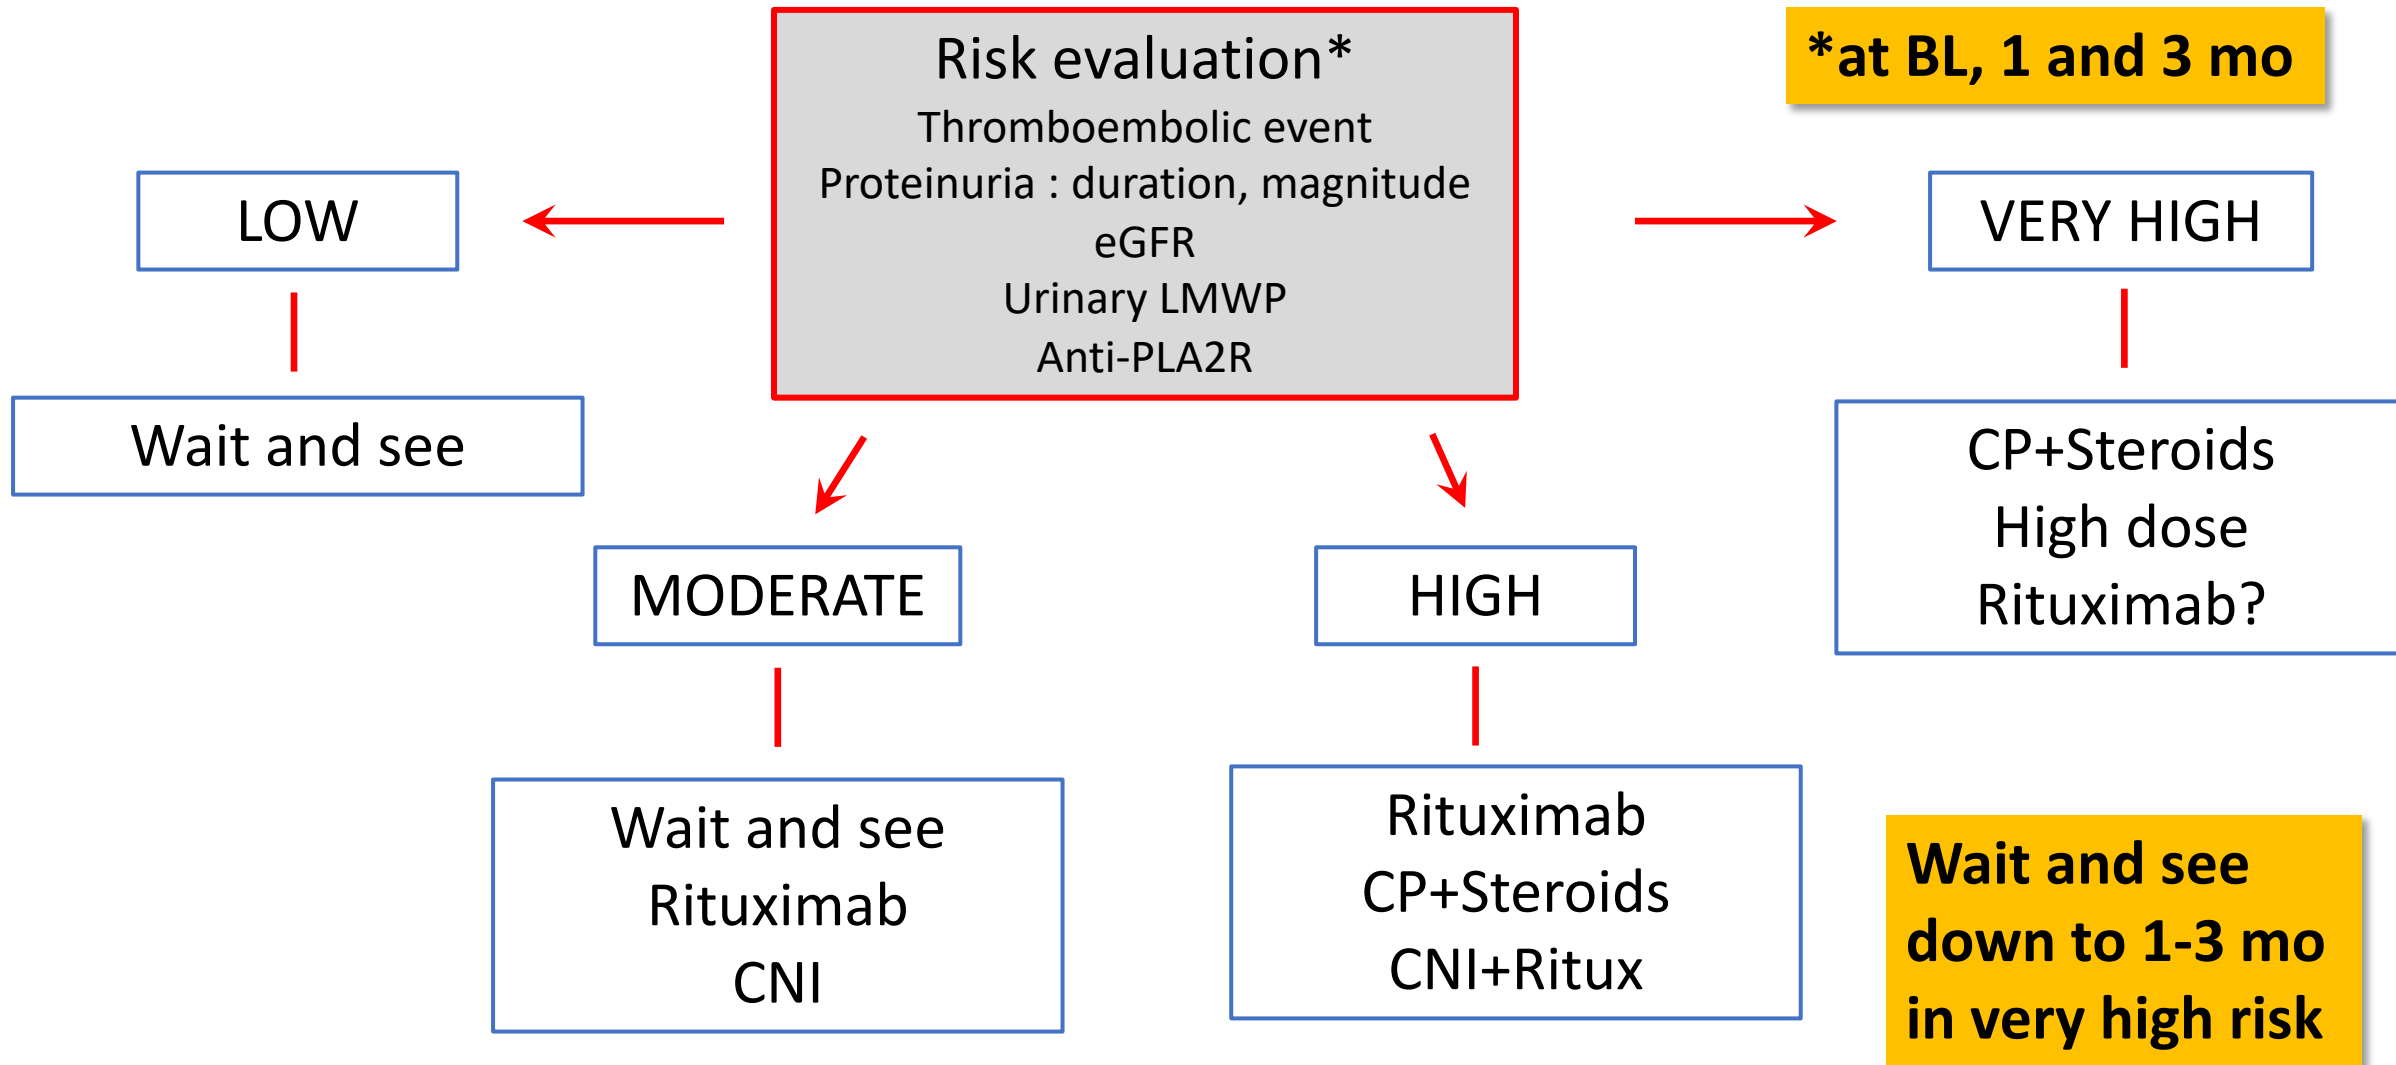 Risk evaluation*
Thromboembolic event
Proteinuria : duration, magnitude
eGFR
Urinary LMWP
Anti-PLA2R
*at BL, 1 and 3 mo
LOW
Wait and see
MODERATE
Wait and see
Rituximab
CNI
HIGH
Rituximab
CP+Steroids
CNI+Ritux
VERY HIGH
CP+Steroids
High dose
Rituximab?
Wait and see
down to 1-3 mo
in very high risk